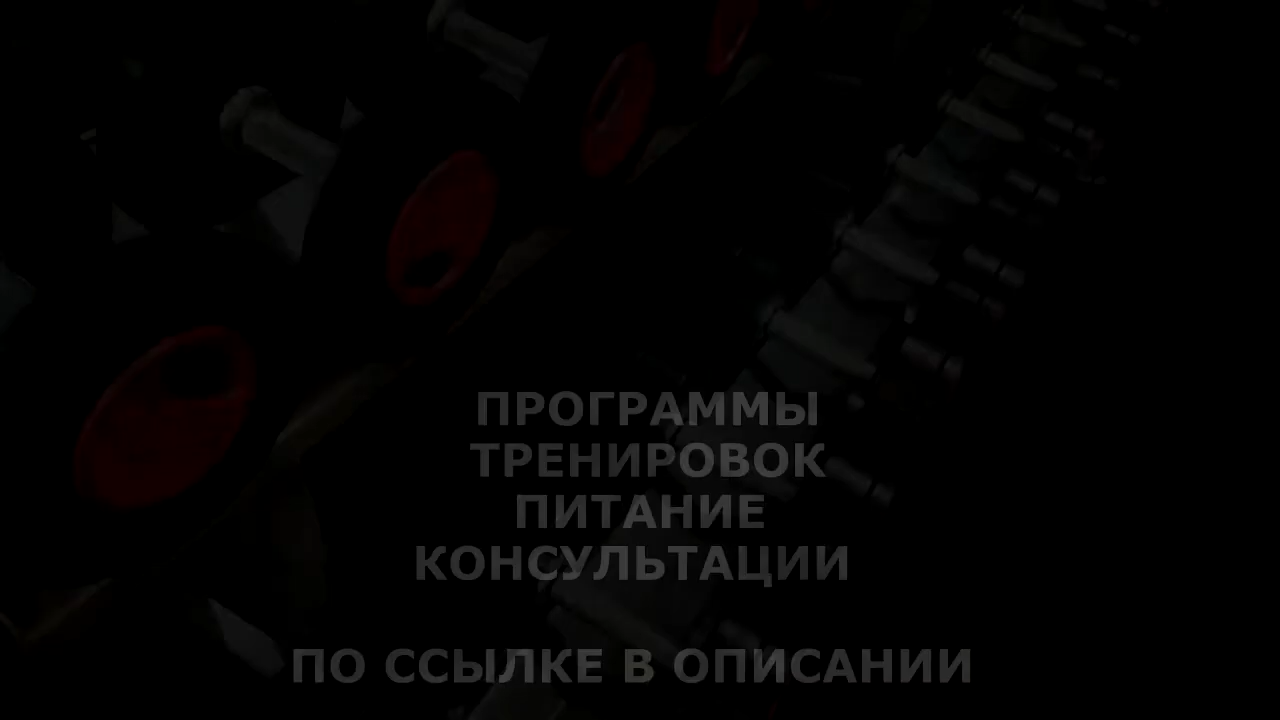 ПРОГРАММЫ
ТРЕНИРОВОК
ПИТАНИЕ
КОНСУЛЬТАЦИИ
ПО ССЫЛКЕ В ОПИСАНИИ